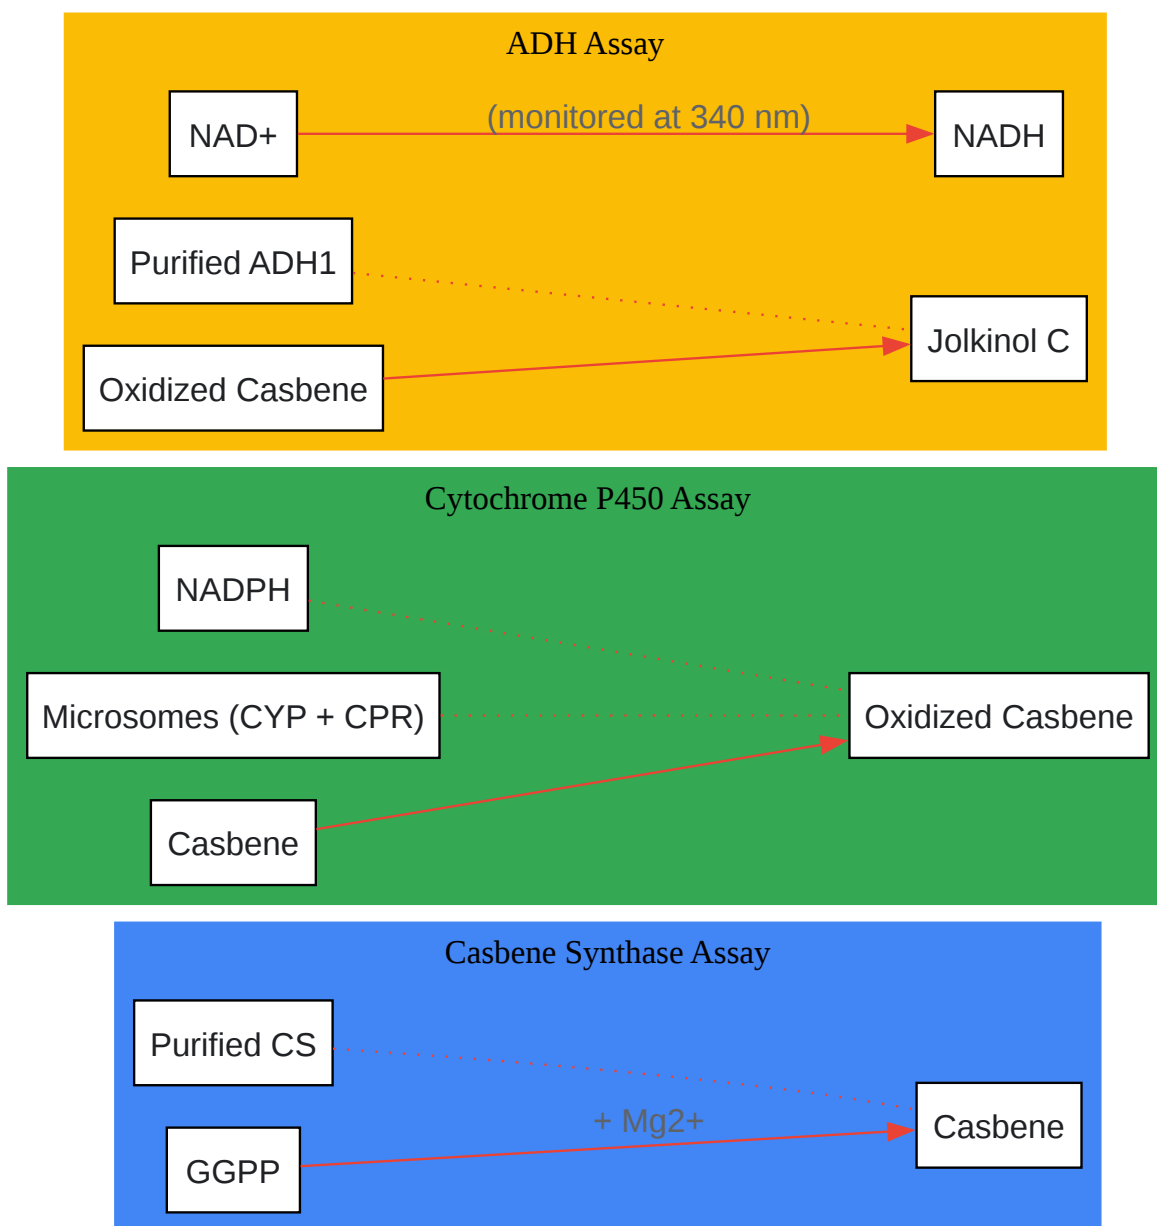 ADH Assay
NAD+
(monitored at 340 nm)
NADH
Purified ADH1
Jolkinol C
Oxidized Casbene
Cytochrome P450 Assay
NADPH
Microsomes (CYP + CPR)
Oxidized Casbene
Casbene
Casbene Synthase Assay
Purified CS
+ Mg2+
Casbene
GGPP